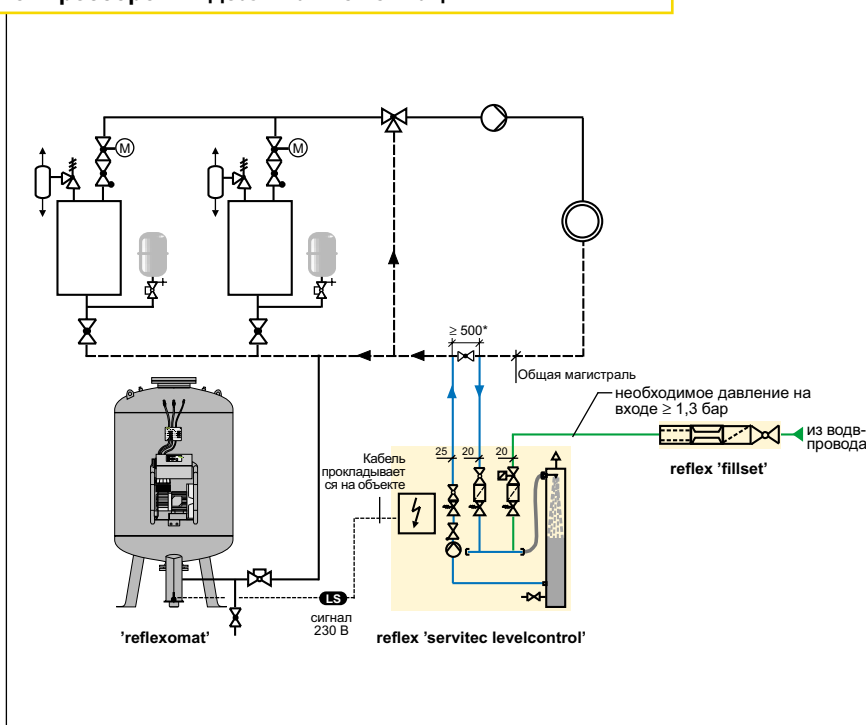 M
M
≥ 500*
Общая магистраль
необходимое давление на
входе ≥ 1,3 бар
из водв-
провода
reflex 'fillset'
Кабель
прокладывает
ся на объекте
25
20
20
LS
сигнал
230 В
'reflexomat'
reflex 'servitec levelcontrol'